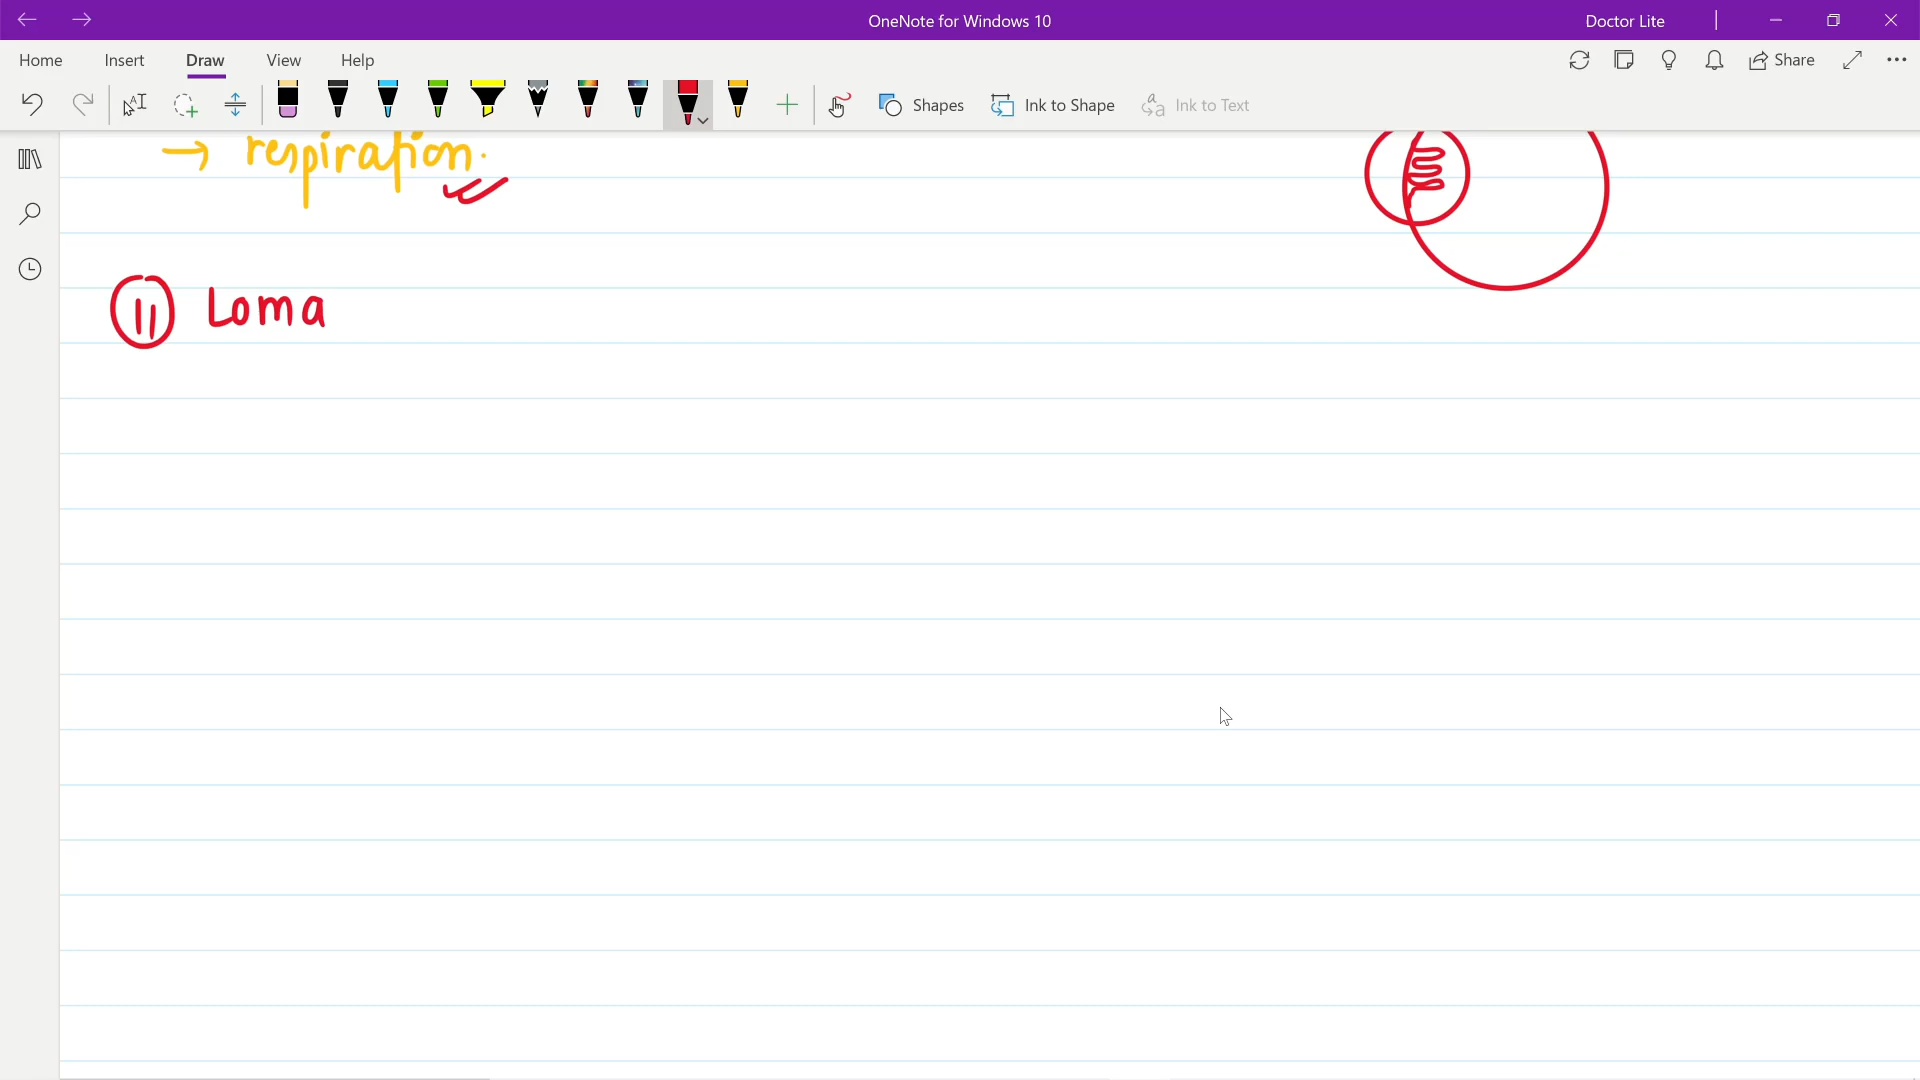 OneNote for Windows 10
Doctor Lite
Home Insert Draw View Help
Share
Shapes Ink to Shape Ink to Text
→ respiration.
11 Loma